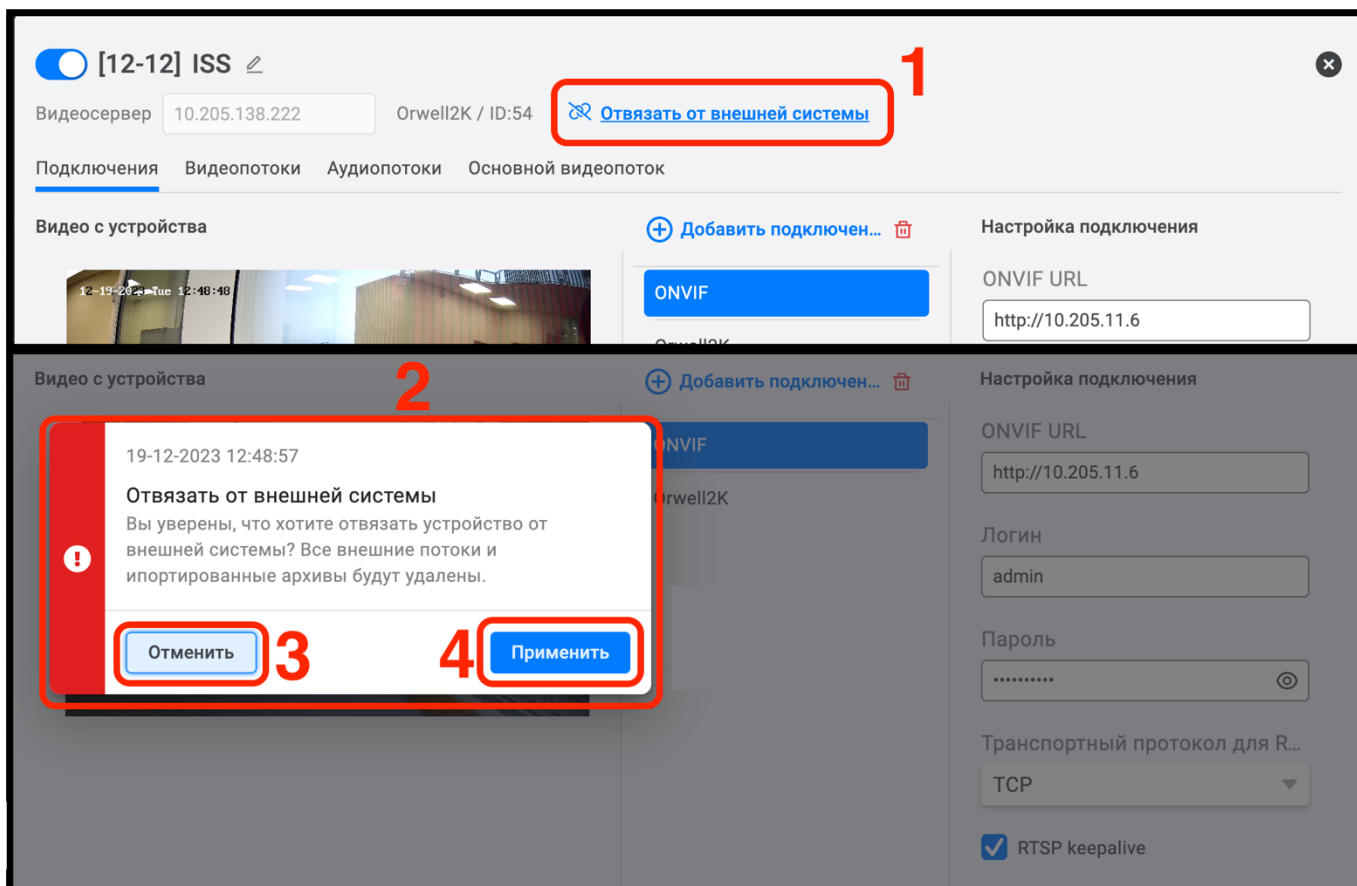 [12-12] ISS
1
Видеосервер 10.205.138.222 Orwell2K / ID:54 Отвязать от внешней системы
Подключения Видеопотоки Аудиопотоки Основной видеопоток
Видео с устройства
Добавить подключен...
Настройка подключения
12-19-2023 Tue 12:48:48
ONVIF
Orwell2K
ONVIF URL
http://10.205.11.6
2
Видео с устройства
Добавить подключен...
Настройка подключения
19-12-2023 12:48:57
Отвязать от внешней системы
Вы уверены, что хотите отвязать устройство от
внешней системы? Все внешние потоки и
ипортированные архивы будут удалены.
Отменить 3 4 Применить
ONVIF
Orwell2K
ONVIF URL
http://10.205.11.6
Логин
admin
Пароль
••••••••••
Транспортный протокол для R...
TCP
RTSP keepalive